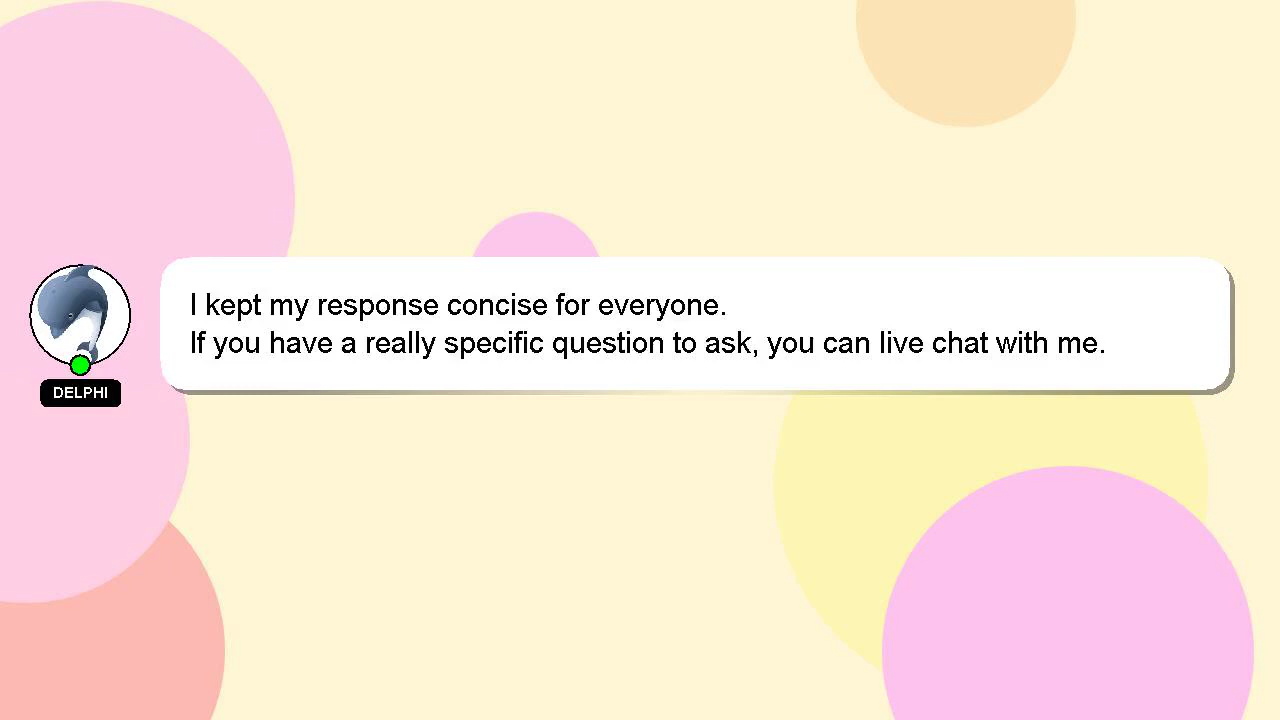 I kept my response concise for everyone.
If you have a really specific question to ask, you can live chat with me.
DELPHI